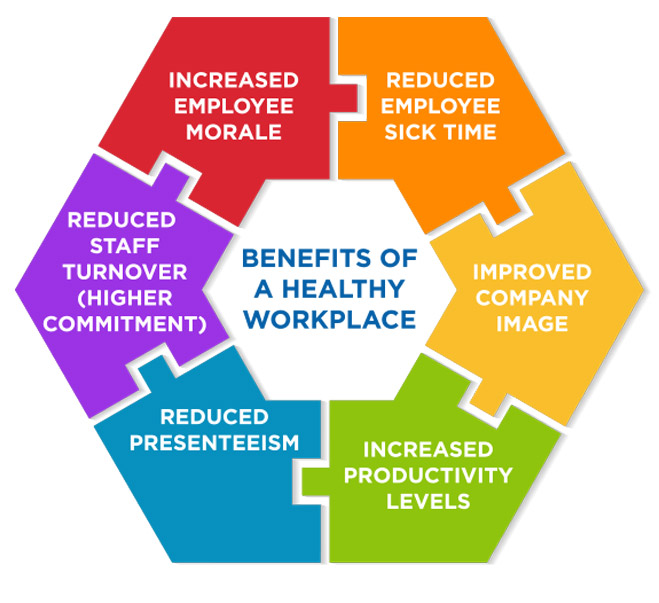 INCREASED
EMPLOYEE
MORALE
REDUCED
EMPLOYEE
SICK TIME
REDUCED
STAFF
TURNOVER
(HIGHER
COMMITMENT)
BENEFITS OF
A HEALTHY
WORKPLACE
IMPROVED
COMPANY
IMAGE
REDUCED
PRESENTEEISM
INCREASED
PRODUCTIVITY
LEVELS